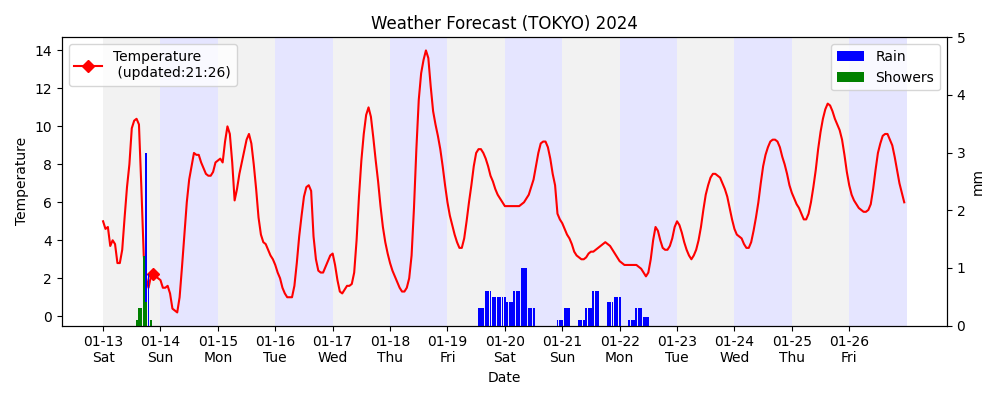 Weather Forecast (TOKYO) 2024
Temperature
(updated:21:26)
Rain
Showers
Temperature
14
12
10
8
6
4
2
0
5
4
3
2
1
0
mm
01-13 01-14 01-15 01-16 01-17 01-18 01-19 01-20 01-21 01-22 01-23 01-24 01-25 01-26
Sat Sun Mon Tue Wed Thu Fri Sat Sun Mon Tue Wed Thu Fri
Date